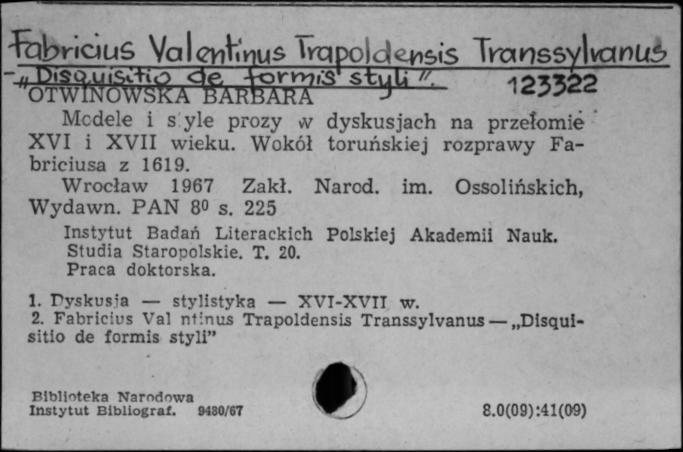 Fabricius Valentinus Trapoldensis Transsylvanus
- „Disquisitio de formis styli”.
123322
OTWINOWSKA BARBARA
Mcdele i s yle prozy w dyskusjach na przełomie
XVI i XVII wieku. Wokół toruńskiej rozprawy Fa-
briciusa z 1619.
Wrocław 1967 Zakł. Narod. im. Ossolińskich,
Wydawn. PAN 8⁰ s. 225
Instytut Badań Literackich Polskiej Akademii Nauk.
Studia Staropolskie. T. 20.
Praca doktorska.
1. Dyskusja — stylistyka — XVI-XVII w.
2. Fabricius Val ntinus Trapoldensis Transsylvanus — „Disqui-
sitio de formis styli”
Biblioteka Narodowa
Instytut Bibliograf. 9480/67
8.0(09):41(09)